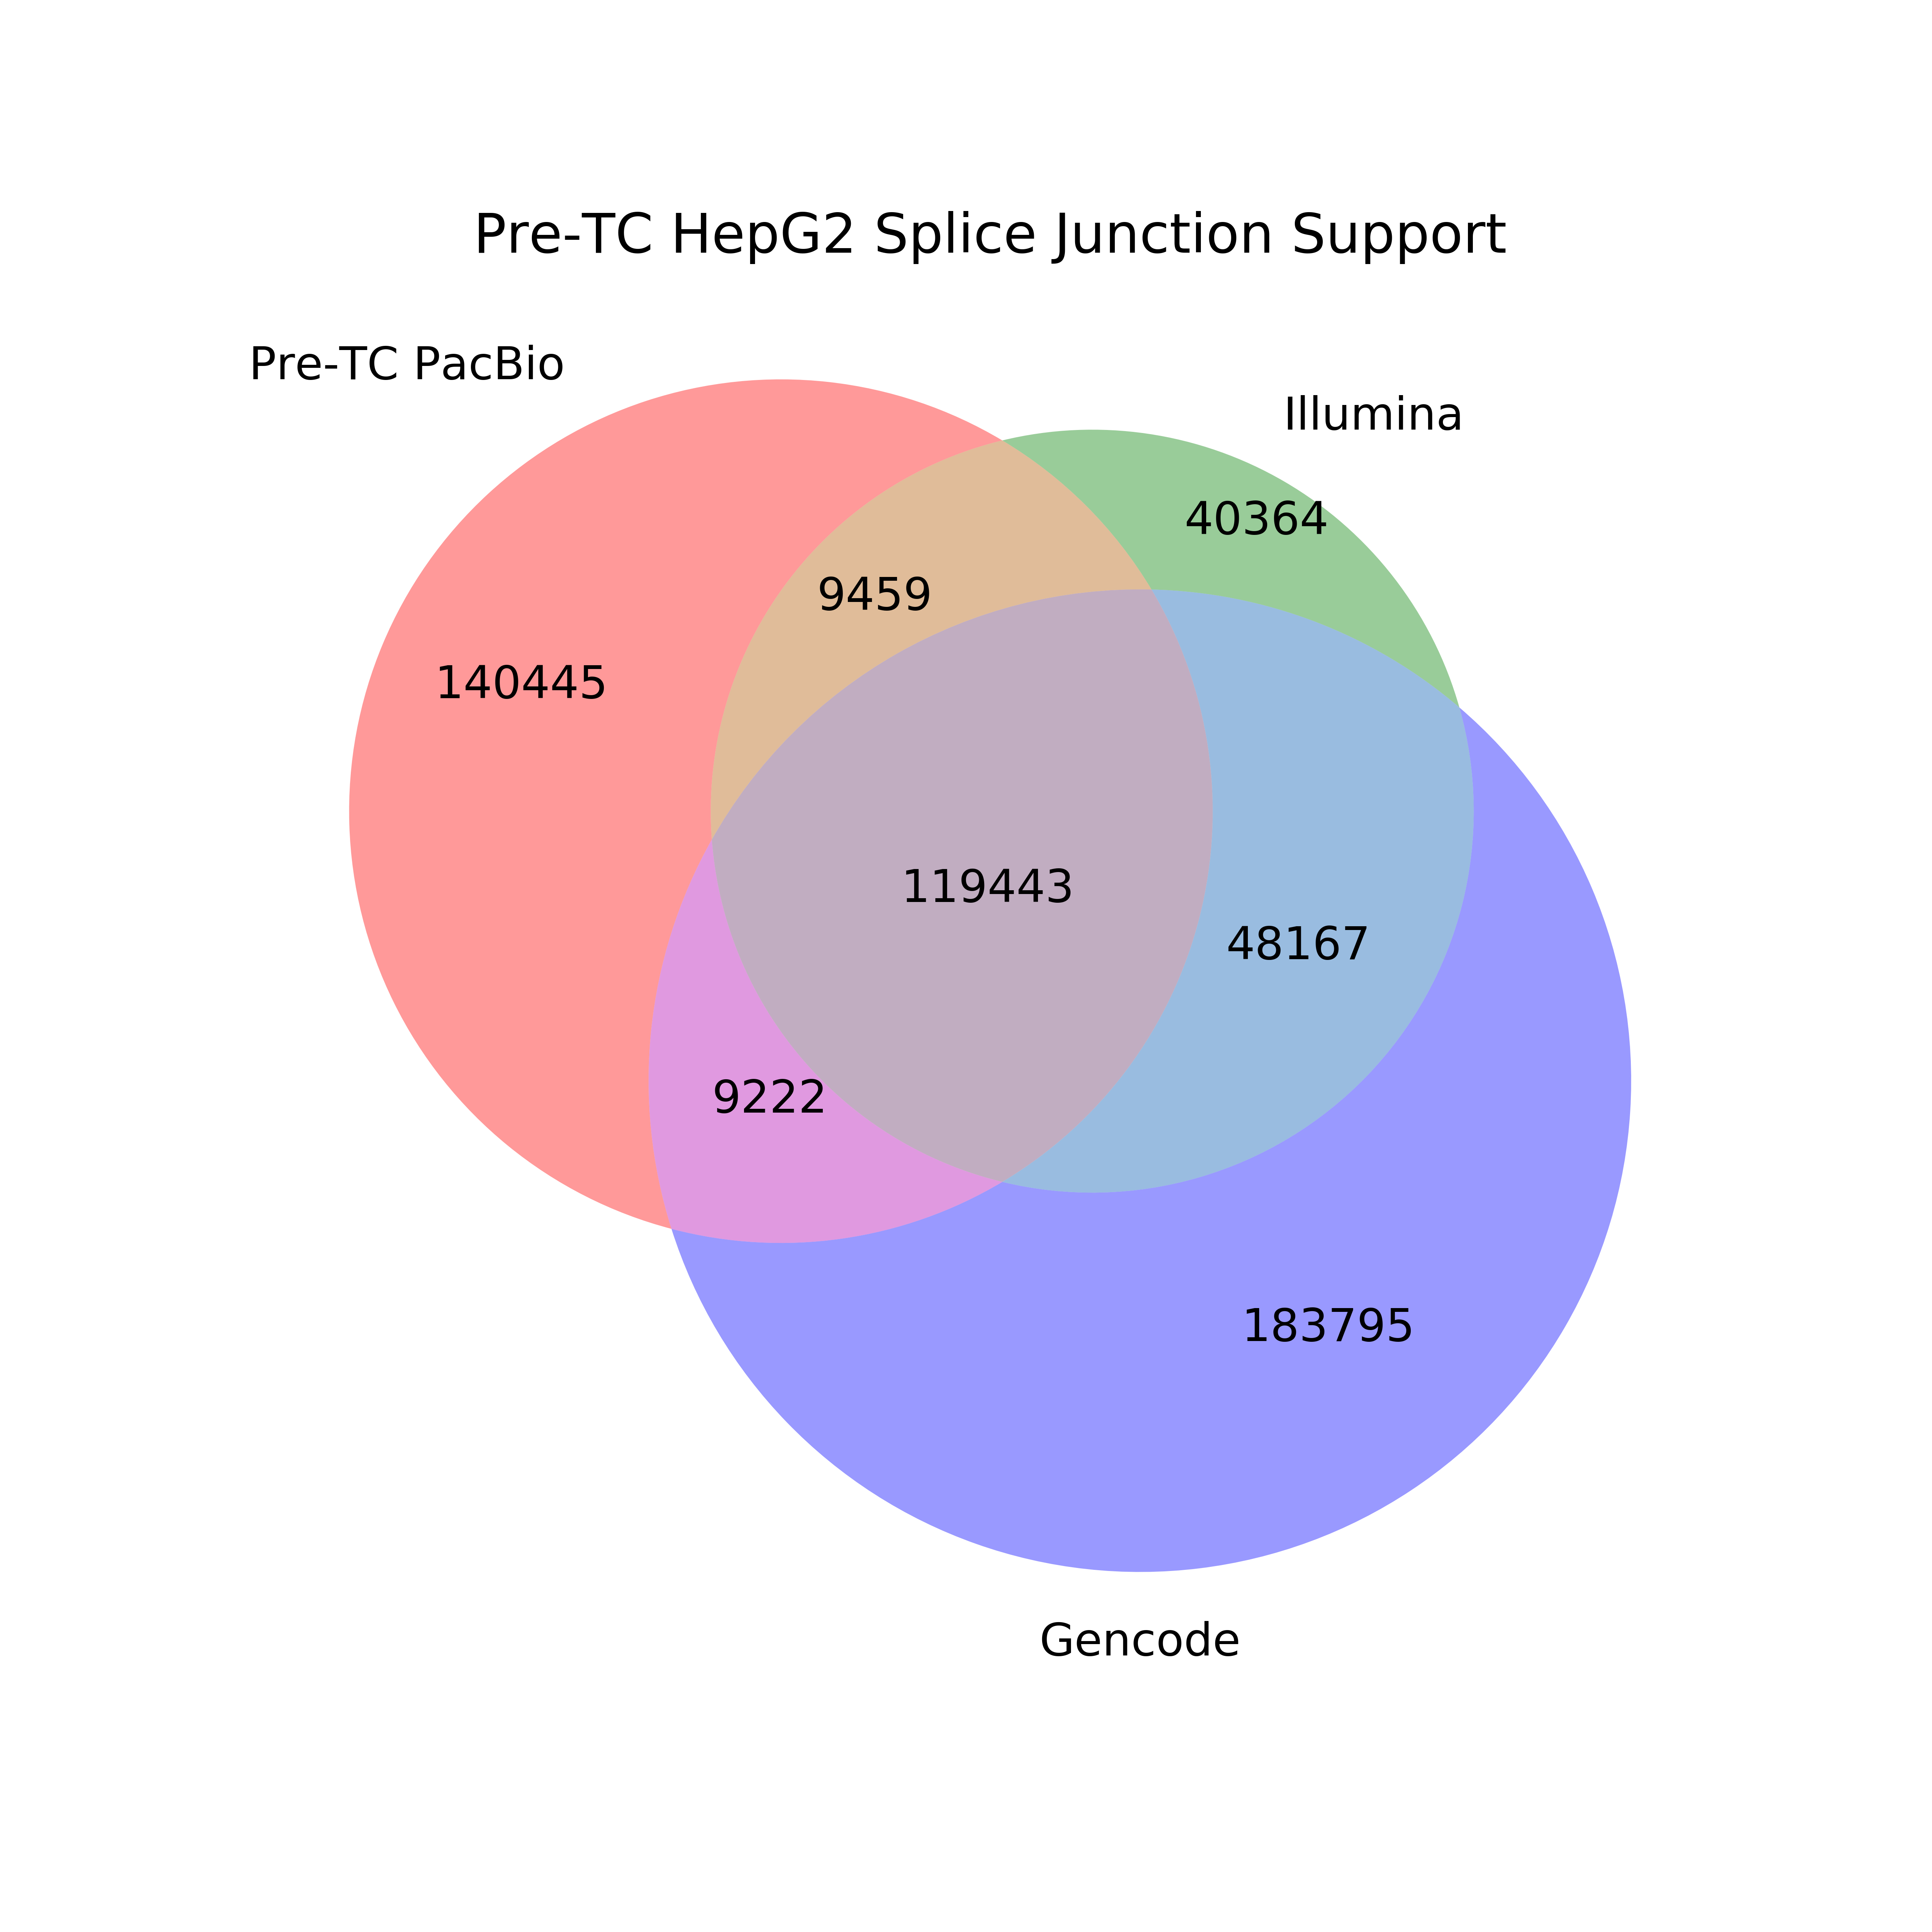 Pre-TC HepG2 Splice Junction Support
Pre-TC PacBio
Illumina
40364
9459
140445
119443
48167
9222
183795
Gencode